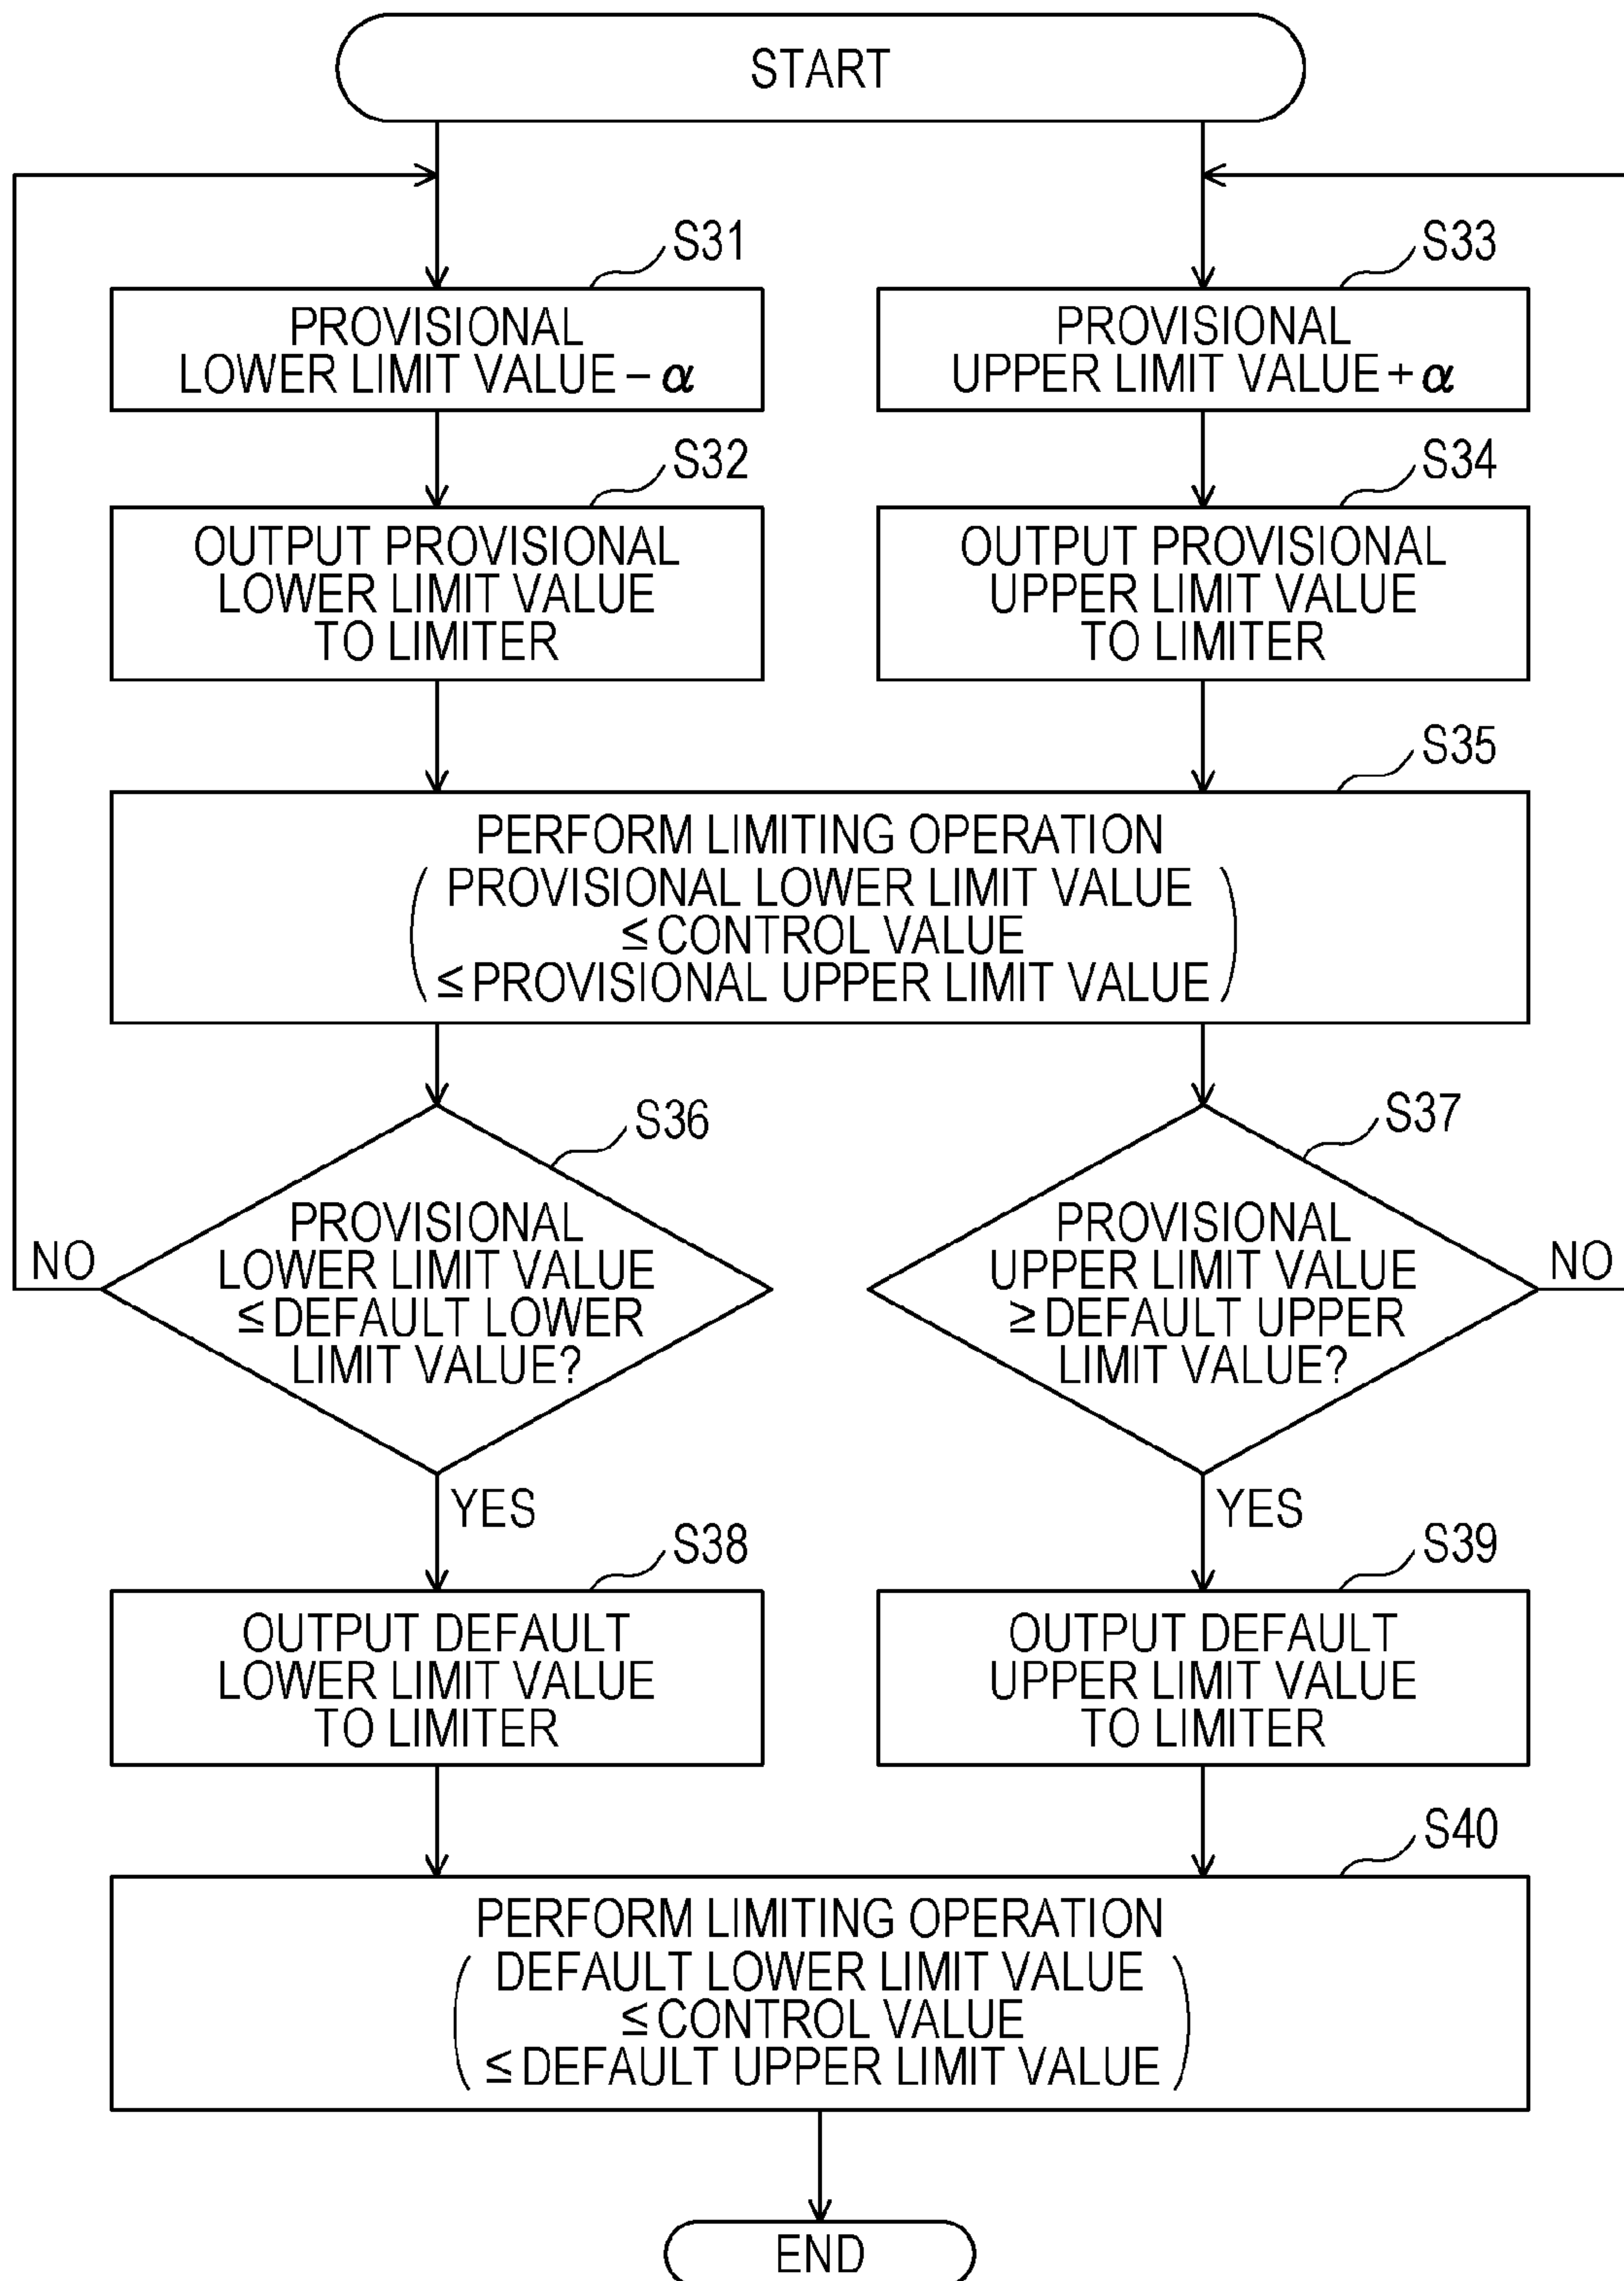 START
S31
PROVISIONAL
LOWER LIMIT VALUE – α
S33
PROVISIONAL
UPPER LIMIT VALUE + α
S32
OUTPUT PROVISIONAL
LOWER LIMIT VALUE
TO LIMITER
S34
OUTPUT PROVISIONAL
UPPER LIMIT VALUE
TO LIMITER
S35
PERFORM LIMITING OPERATION
( PROVISIONAL LOWER LIMIT VALUE
≤ CONTROL VALUE
≤ PROVISIONAL UPPER LIMIT VALUE )
S36
PROVISIONAL
LOWER LIMIT VALUE
≤ DEFAULT LOWER
LIMIT VALUE?
NO
YES
S37
PROVISIONAL
UPPER LIMIT VALUE
≥ DEFAULT UPPER
LIMIT VALUE?
NO
YES
S38
OUTPUT DEFAULT
LOWER LIMIT VALUE
TO LIMITER
S39
OUTPUT DEFAULT
UPPER LIMIT VALUE
TO LIMITER
S40
PERFORM LIMITING OPERATION
( DEFAULT LOWER LIMIT VALUE
≤ CONTROL VALUE
≤ DEFAULT UPPER LIMIT VALUE )
END